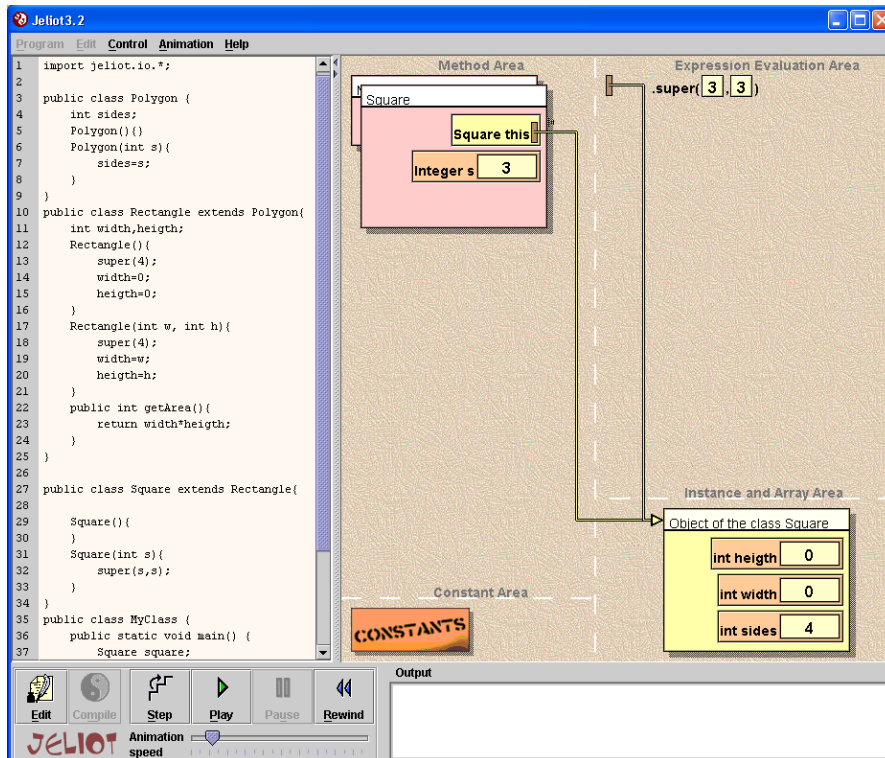 Jeliot3.2
Program Edit Control Animation Help
1 import jeliot.io.*;
2
3 public class Polygon {
4 int sides;
5 Polygon(){}
6 Polygon(int s){
7 sides=s;
8 }
9 }
10 public class Rectangle extends Polygon{
11 int width,heigth;
12 Rectangle(){
13 super(4);
14 width=0;
15 heigth=0;
16 }
17 Rectangle(int w, int h){
18 super(4);
19 width=w;
20 heigth=h;
21 }
22 public int getArea(){
23 return width*heigth;
24 }
25 }
26
27 public class Square extends Rectangle{
28
29 Square(){
30 }
31 Square(int s){
32 super(s,s);
33 }
34 }
35 public class MyClass {
36 public static void main() {
37 Square square;
Method Area
Square
Square this
Integer s 3
Expression Evaluation Area
.super( 3 , 3 )
Constant Area
CONSTANTS
Instance and Array Area
Object of the class Square
int heigth 0
int width 0
int sides 4
Edit Compile Step Play Pause Rewind
JELIOT
Animation speed
Output